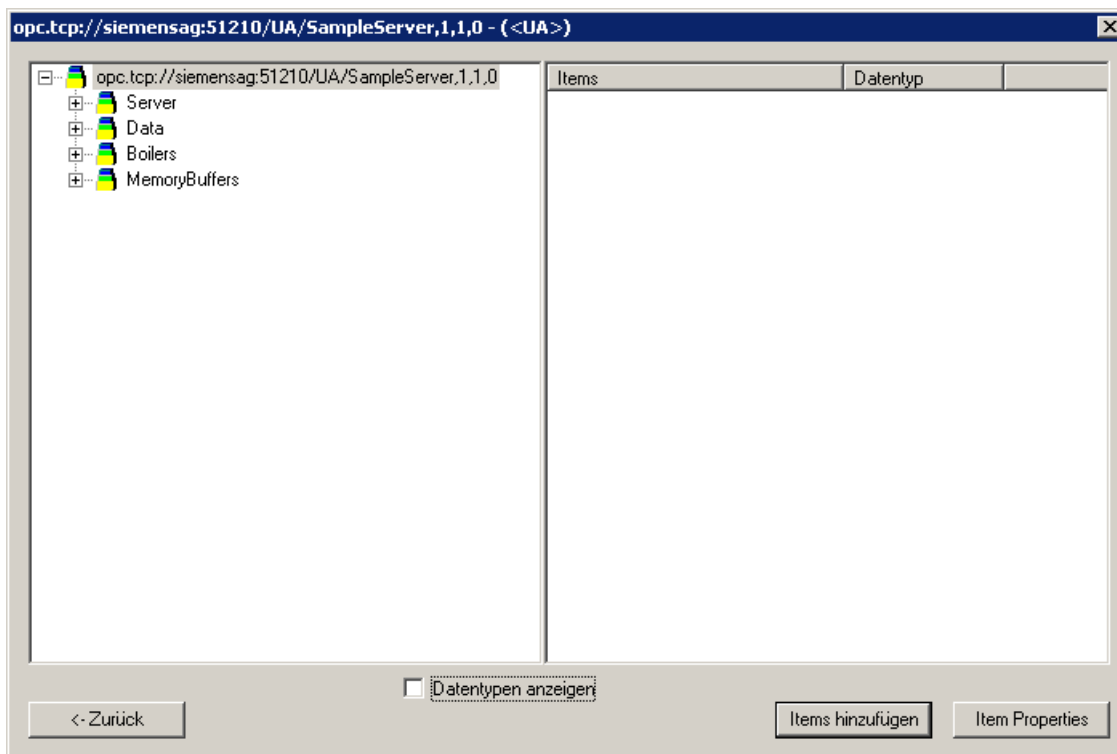 opc.tcp://siemensag:51210/UA/SampleServer,1,1,0 - (<UA>)
opc.tcp://siemensag:51210/UA/SampleServer,1,1,0
Server
Data
Boilers
MemoryBuffers
Items Datentyp
Datentypen anzeigen
<- Zurück Items hinzufügen Item Properties